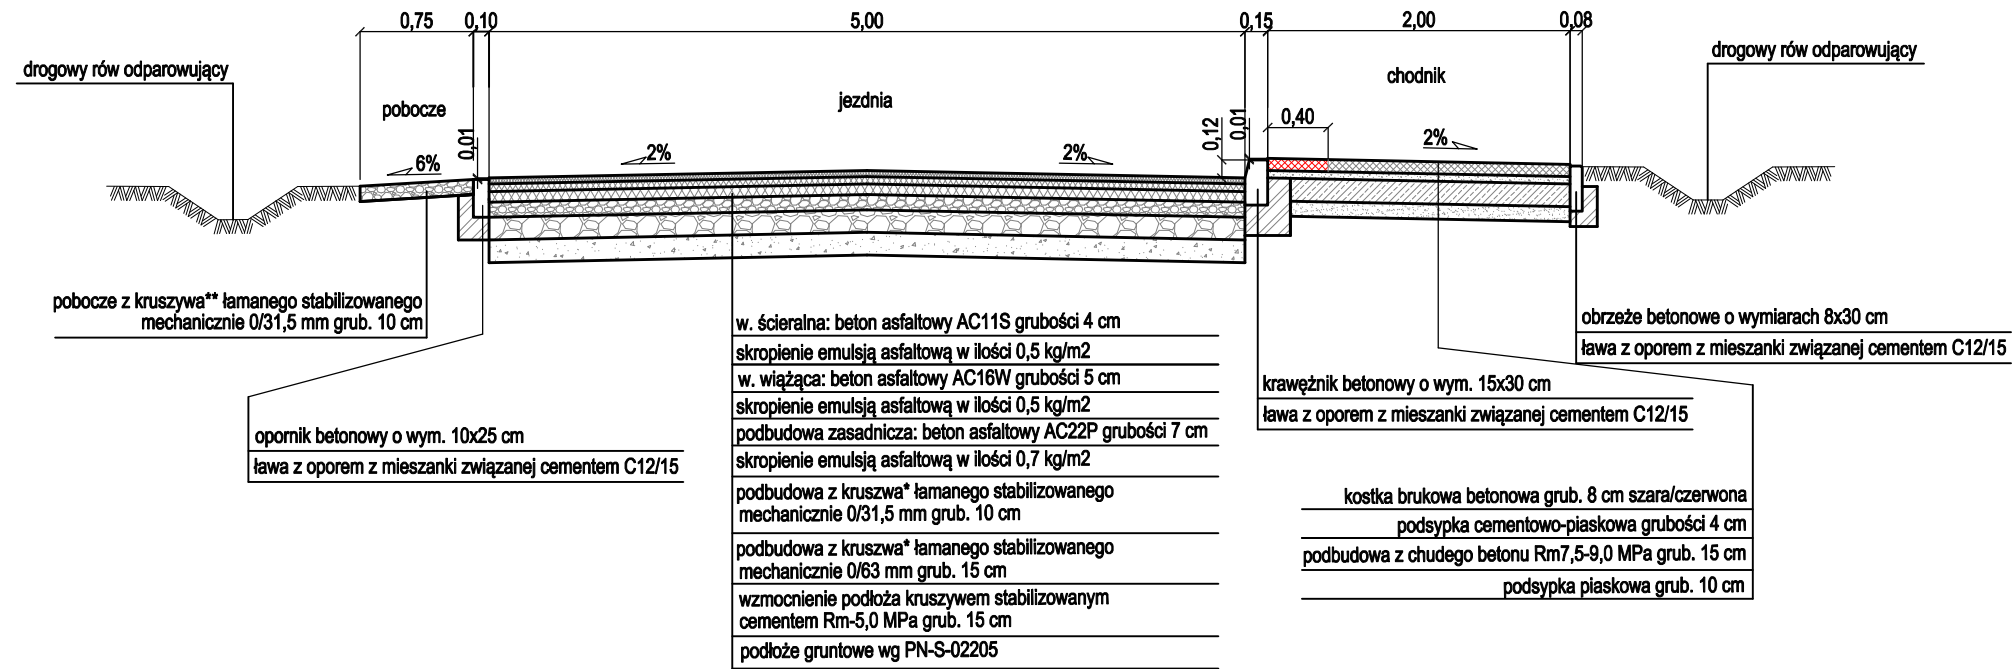 0,75
0,10
5,00
0,15
2,00
0,08
drogowy rów odparowujący
pobocze
jezdnia
chodnik
drogowy rów odparowujący
0,01
0,12
0,01
0,40
6%
2%
2%
2%
pobocze z kruszywa** łamanego stabilizowanego
mechanicznie 0/31,5 mm grub. 10 cm
opornik betonowy o wym. 10x25 cm
ława z oporem z mieszanki związanej cementem C12/15
w. ścieralna: beton asfaltowy AC11S grubości 4 cm
skropienie emulsją asfaltową w ilości 0,5 kg/m2
w. wiążąca: beton asfaltowy AC16W grubości 5 cm
skropienie emulsją asfaltową w ilości 0,5 kg/m2
podbudowa zasadnicza: beton asfaltowy AC22P grubości 7 cm
skropienie emulsją asfaltową w ilości 0,7 kg/m2
podbudowa z kruszwa* łamanego stabilizowanego
mechanicznie 0/31,5 mm grub. 10 cm
podbudowa z kruszwa* łamanego stabilizowanego
mechanicznie 0/63 mm grub. 15 cm
wzmocnienie podłoża kruszywem stabilizowanym
cementem Rm-5,0 MPa grub. 15 cm
podłoże gruntowe wg PN-S-02205
krawężnik betonowy o wym. 15x30 cm
ława z oporem z mieszanki związanej cementem C12/15
obrzeże betonowe o wymiarach 8x30 cm
ława z oporem z mieszanki związanej cementem C12/15
kostka brukowa betonowa grub. 8 cm szara/czerwona
podsypka cementowo-piaskowa grubości 4 cm
podbudowa z chudego betonu Rm7,5-9,0 MPa grub. 15 cm
podsypka piaskowa grub. 10 cm